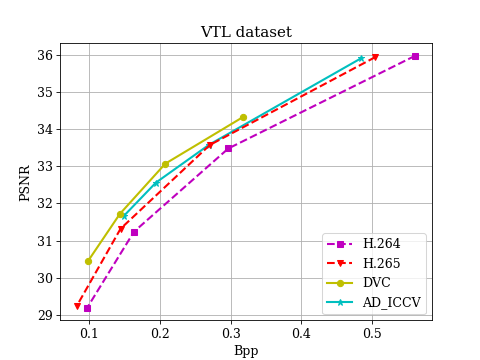 VTL dataset
PSNR
36
35
34
33
32
31
30
29
0.1 0.2 0.3 0.4 0.5
Bpp
H.264
H.265
DVC
AD_ICCV